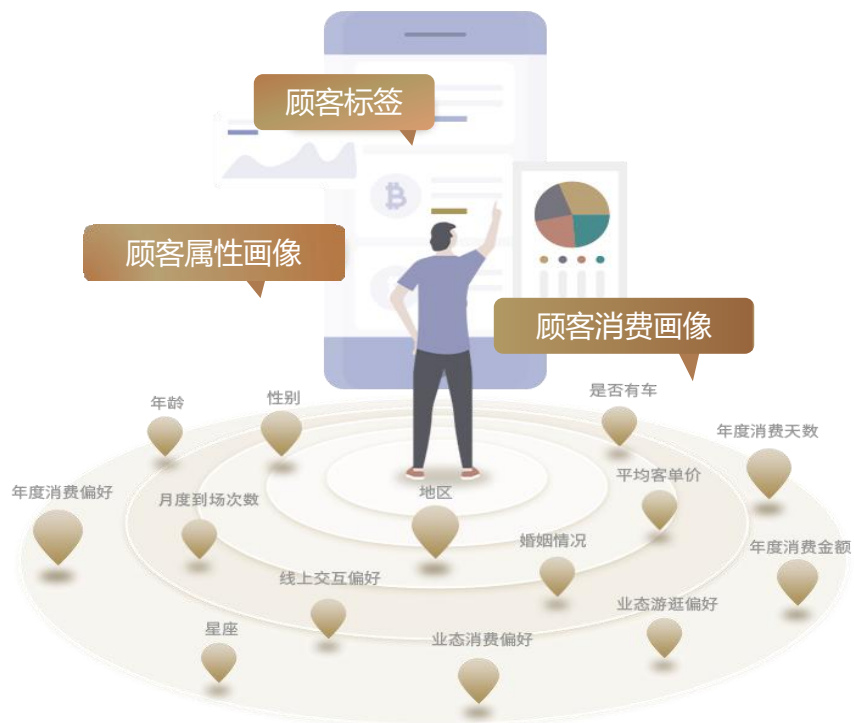 顾客标签
顾客属性画像
顾客消费画像
年龄
性别
是否有车
年度消费天数
年度消费偏好
月度到场次数
地区
平均客单价
婚姻情况
年度消费金额
线上交互偏好
业态游逛偏好
星座
业态消费偏好